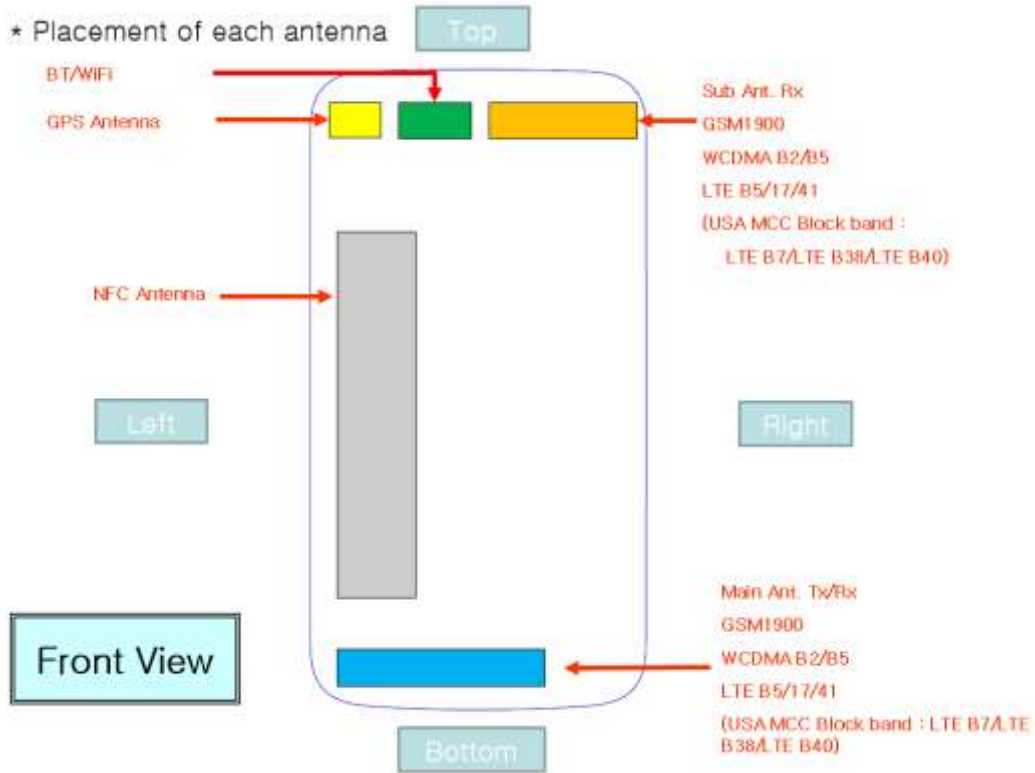 * Placement of each antenna
Top
BT/WiFi
GPS Antenna
Sub Ant. Rx
GSM1900
WCDMA B2/B5
LTE B5/17/41
(USA MCC Block band :
LTE B7/LTE B38/LTE B40)
NFC Antenna
Left
Right
Front View
Main Ant. Tx/Rx
GSM1900
WCDMA B2/B5
LTE B5/17/41
(USA MCC Block band : LTE B7/LTE
B38/LTE B40)
Bottom